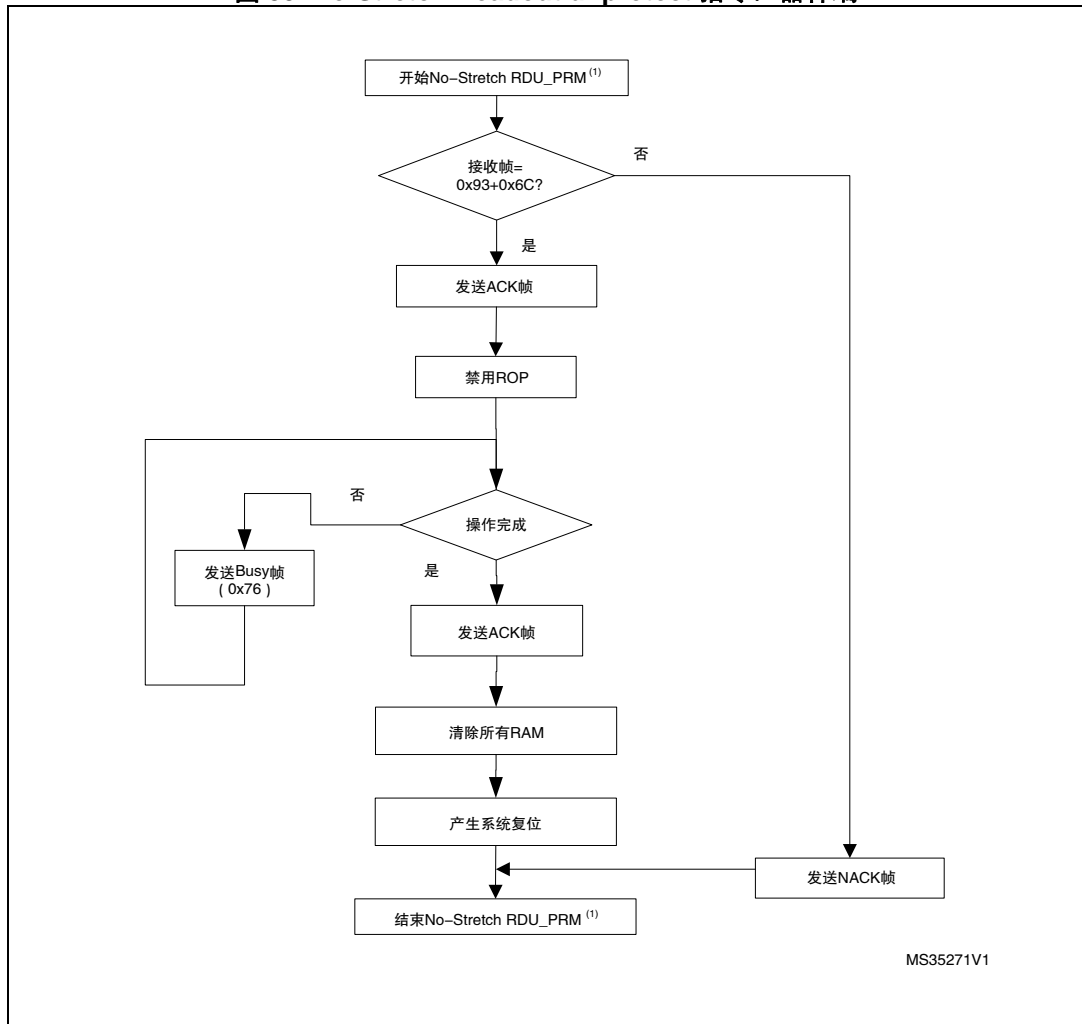 开始No–Stretch RDU_PRM (1)
接收帧=
0x93+0x6C?
否
是
发送ACK帧
禁用ROP
否
操作完成
发送Busy帧
( 0x76 )
是
发送ACK帧
清除所有RAM
产生系统复位
发送NACK帧
结束No–Stretch RDU_PRM (1)
MS35271V1